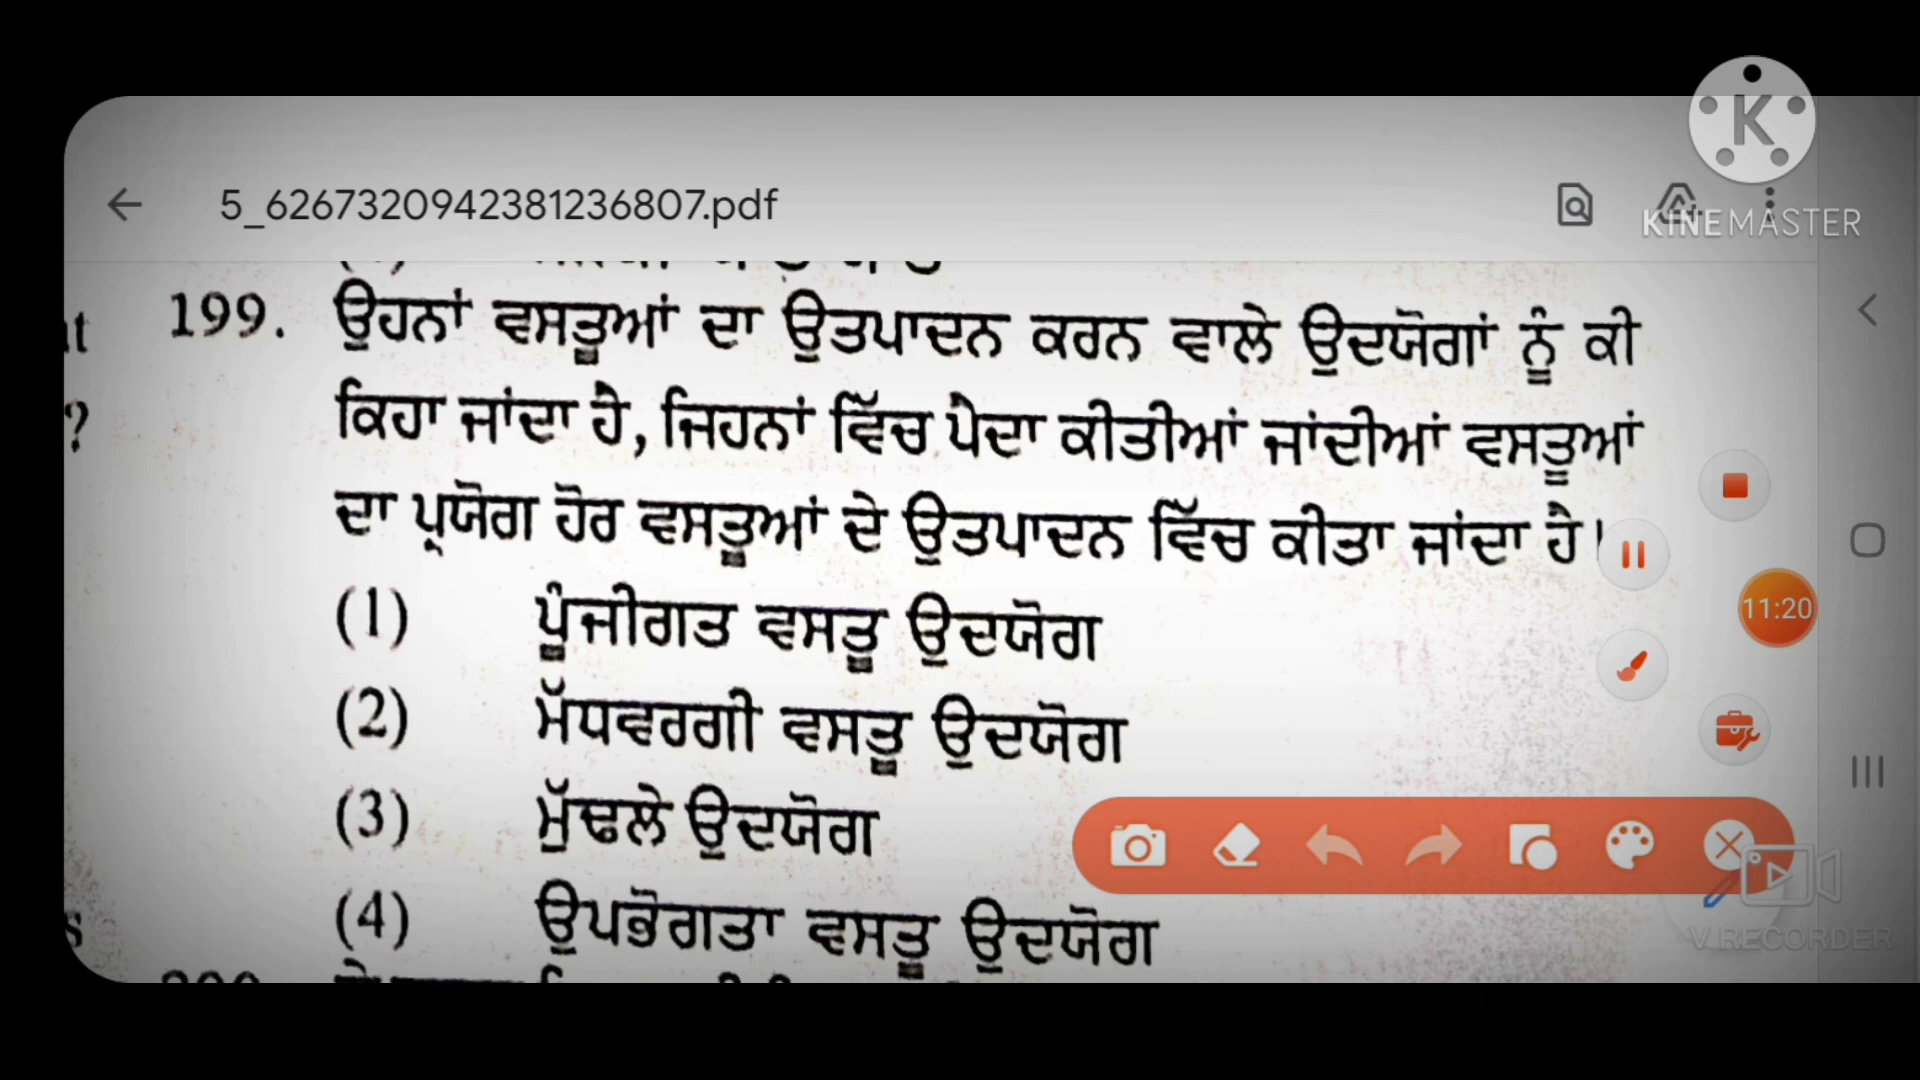 5_6267320942381236807.pdf
KINEMASTER
199. ਉਹਨਾਂ ਵਸਤੂਆਂ ਦਾ ਉਤਪਾਦਨ ਕਰਨ ਵਾਲੇ ਉਦਯੋਗਾਂ ਨੂੰ ਕੀ
ਕਿਹਾ ਜਾਂਦਾ ਹੈ, ਜਿਹਨਾਂ ਵਿੱਚ ਪੈਦਾ ਕੀਤੀਆਂ ਜਾਂਦੀਆਂ ਵਸਤੂਆਂ
?
ਦਾ ਪ੍ਰਯੋਗ ਹੋਰ ਵਸਤੂਆਂ ਦੇ ਉਤਪਾਦਨ ਵਿੱਚ ਕੀਤਾ ਜਾਂਦਾ ਹੈ।
(1) ਪੂੰਜੀਗਤ ਵਸਤੂ ਉਦਯੋਗ
11:20
(2) ਮੱਧਵਰਗੀ ਵਸਤੂ ਉਦਯੋਗ
(3) ਮੁੱਢਲੇ ਉਦਯੋਗ
(4) ਉਪਭੋਗਤਾ ਵਸਤੂ ਉਦਯੋਗ
V RECORDER